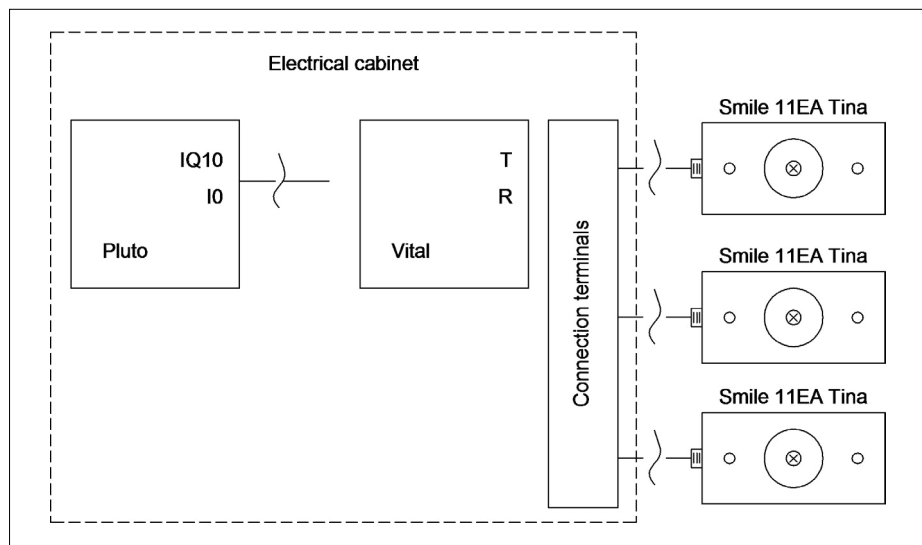 Electrical cabinet
IQ10
I0
Pluto
T
R
Vital
Connection terminals
Smile 11EA Tina
Smile 11EA Tina
Smile 11EA Tina